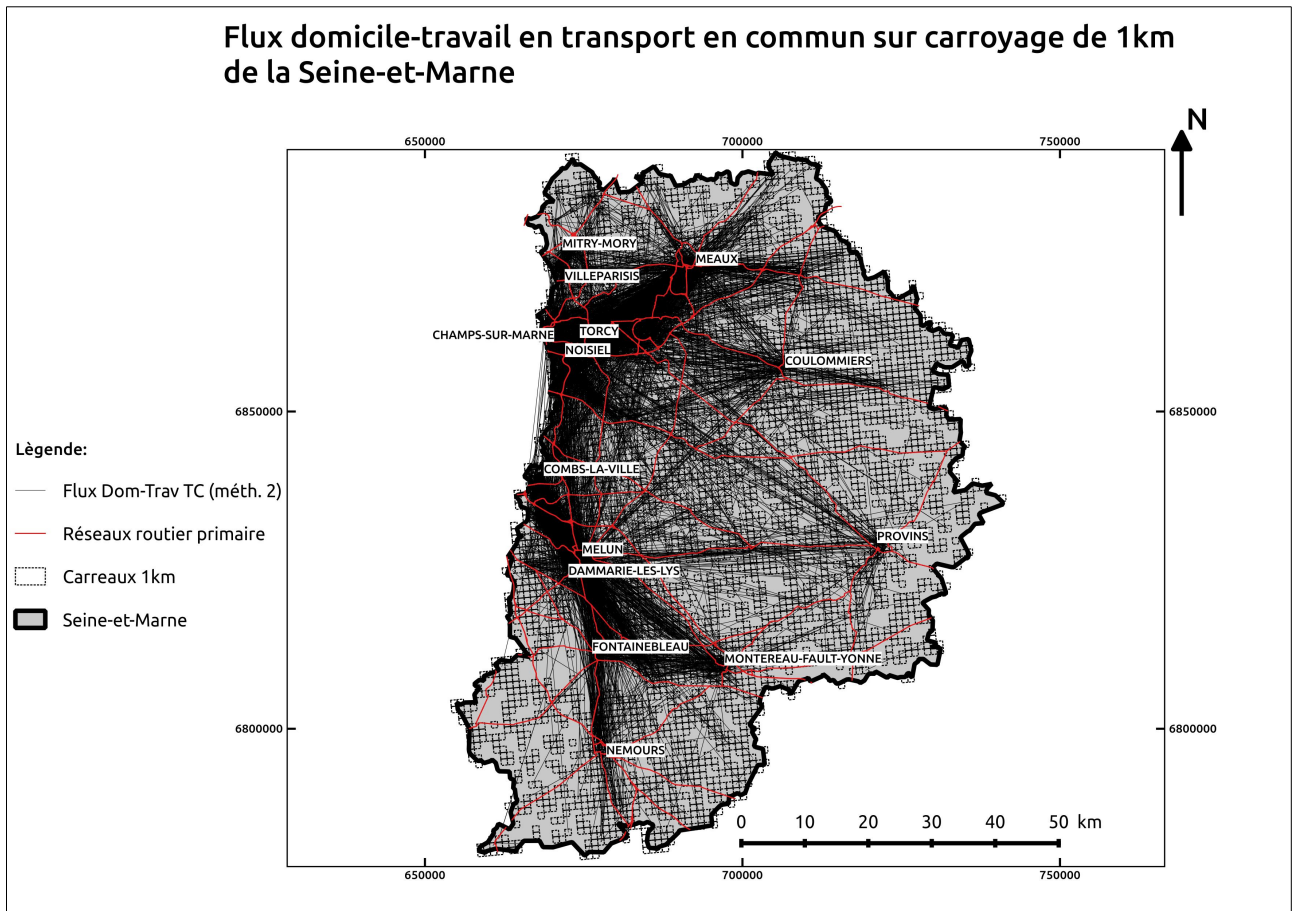 Flux domicile-travail en transport en commun sur carroyage de 1km
de la Seine-et-Marne
N
650000
700000
750000
MITRY-MORY
MEAUX
VILLEPARISIS
CHAMPS-SUR-MARNE
TORCY
NOISIEL
COULOMMIERS
6850000
6850000
Lègende:
COMBS-LA-VILLE
Flux Dom-Trav TC (méth. 2)
Réseaux routier primaire
PROVINS
MELUN
Carreaux 1km
DAMMARIE-LES-LYS
Seine-et-Marne
FONTAINEBLEAU
MONTEREAU-FAULT-YONNE
6800000
6800000
NEMOURS
0 10 20 30 40 50 km
650000
700000
750000